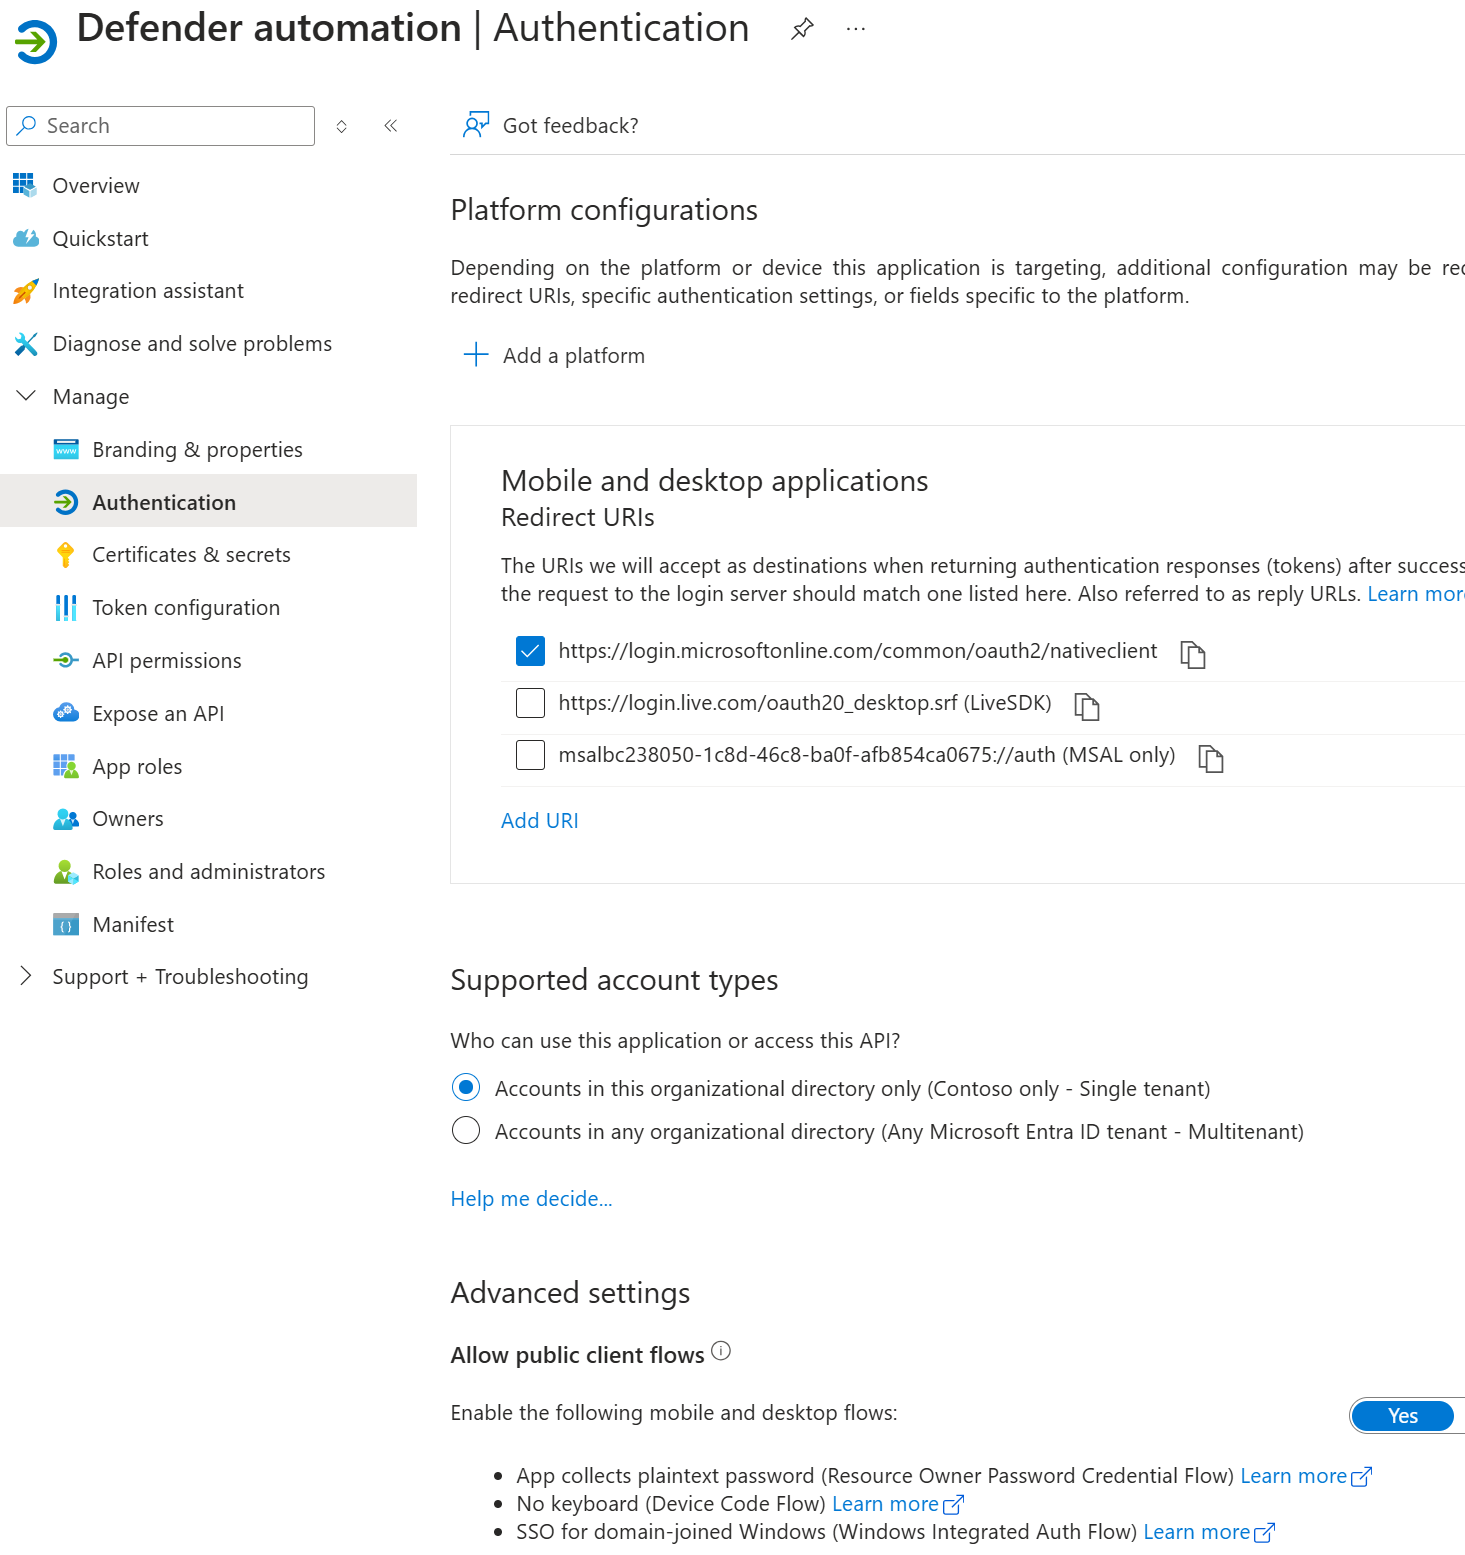 Defender automation | Authentication
Search
Got feedback?
Overview
Quickstart
Integration assistant
Diagnose and solve problems
Manage
Branding & properties
Authentication
Certificates & secrets
Token configuration
API permissions
Expose an API
App roles
Owners
Roles and administrators
Manifest
Support + Troubleshooting
Platform configurations
Depending on the platform or device this application is targeting, additional configuration may be
redirect URIs, specific authentication settings, or fields specific to the platform.
Add a platform
Mobile and desktop applications
Redirect URIs
The URIs we will accept as destinations when returning authentication responses (tokens) after success
the request to the login server should match one listed here. Also referred to as reply URLs. Learn more
https://login.microsoftonline.com/common/oauth2/nativeclient
https://login.live.com/oauth20_desktop.srf (LiveSDK)
msalbc238050-1c8d-46c8-ba0f-afb854ca0675://auth (MSAL only)
Add URI
Supported account types
Who can use this application or access this API?
Accounts in this organizational directory only (Contoso only - Single tenant)
Accounts in any organizational directory (Any Microsoft Entra ID tenant - Multitenant)
Help me decide...
Advanced settings
Allow public client flows
Enable the following mobile and desktop flows:
Yes
App collects plaintext password (Resource Owner Password Credential Flow) Learn more
No keyboard (Device Code Flow) Learn more
SSO for domain-joined Windows (Windows Integrated Auth Flow) Learn more